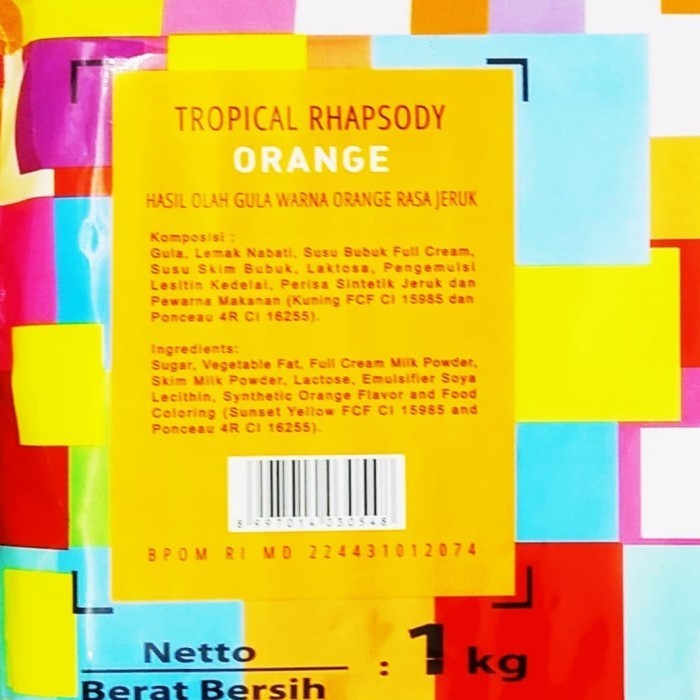 TROPICAL RHAPSODY
ORANGE
HASIL OLAH GULA WARNA ORANGE RASA JERUK
Komposisi :
Gula, Lemak Nabati, Susu Bubuk Full Cream,
Susu Skim Bubuk, Laktosa, Pengemulsi
Lesitin Kedelai, Perisa Sintetik Jeruk dan
Pewarna Makanan (Kuning FCF CI 15985 dan
Ponceau 4R CI 16255).
Ingredients:
Sugar, Vegetable Fat, Full Cream Milk Powder,
Skim Milk Powder, Lactose, Emulsifier Soya
Lecithin, Synthetic Orange Flavor and Food
Coloring (Sunset Yellow FCF CI 15985 and
Ponceau 4R CI 16255).
8 997014 030548
BPOM RI MD 224431012074
Netto
Berat Bersih : 1 kg